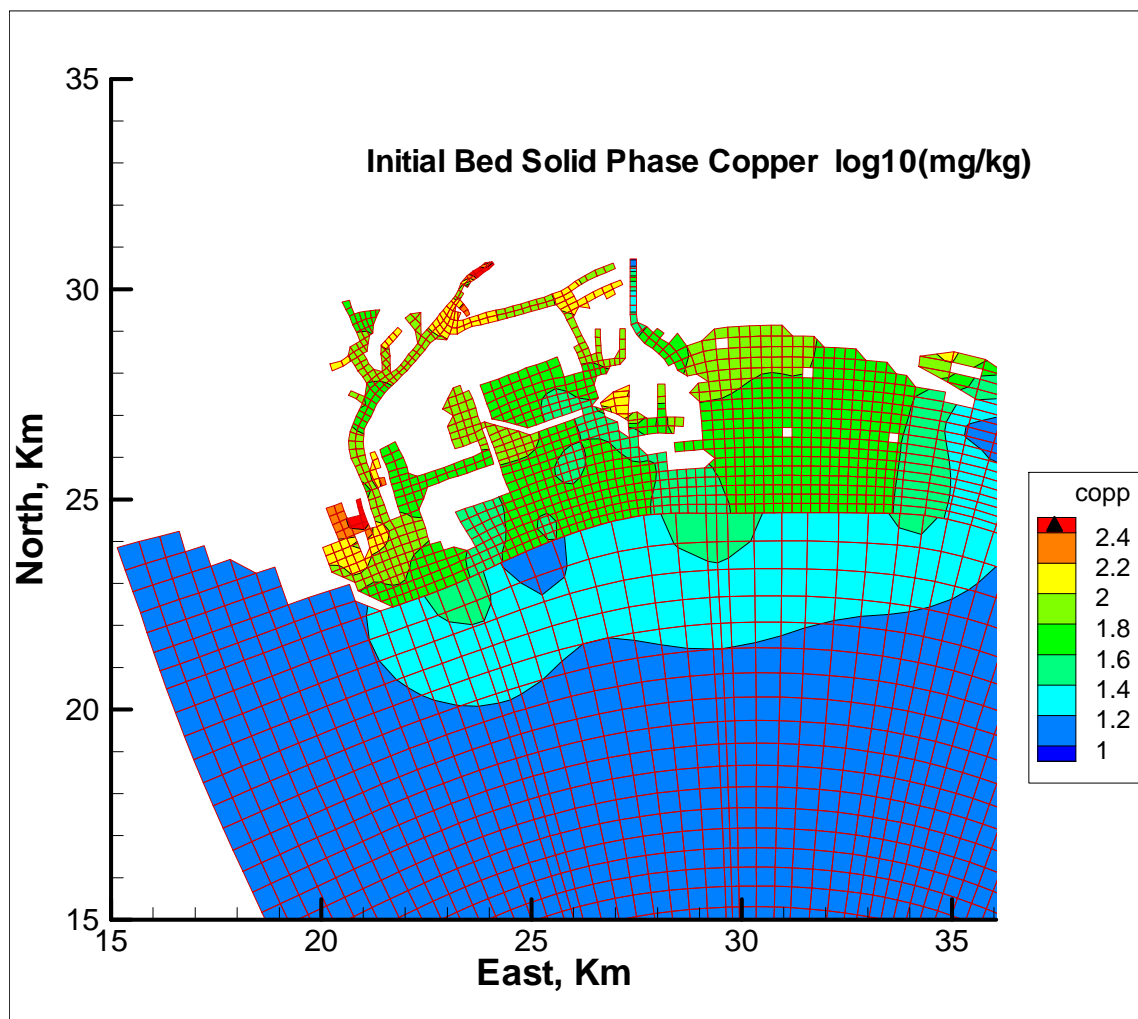 35
Initial Bed Solid Phase Copper log10(mg/kg)
30
North, Km
25
20
15
15 20 25 30 35
East, Km
copp
2.4
2.2
2
1.8
1.6
1.4
1.2
1